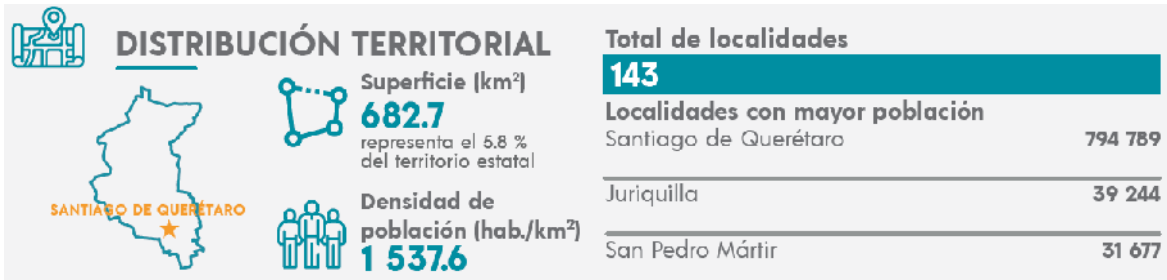 DISTRIBUCIÓN TERRITORIAL
SANTIAGO DE QUERÉTARO
Superficie (km²)
682.7
representa el 5.8 %
del territorio estatal
Densidad de
población (hab./km²)
1 537.6
Total de localidades
143
Localidades con mayor población
Santiago de Querétaro 794 789
Juriquilla 39 244
San Pedro Mártir 31 677